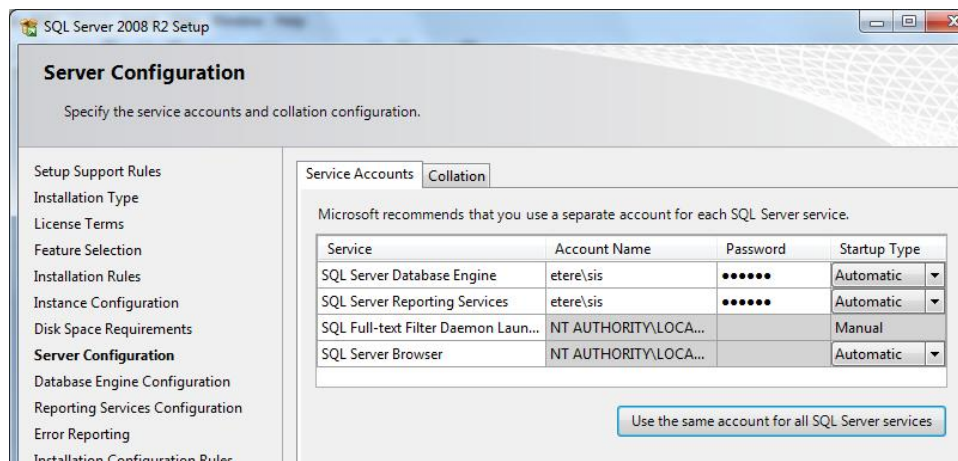 SQL Server 2008 R2 Setup
Server Configuration
Specify the service accounts and collation configuration.
Setup Support Rules
Installation Type
License Terms
Feature Selection
Installation Rules
Instance Configuration
Disk Space Requirements
Server Configuration
Database Engine Configuration
Reporting Services Configuration
Error Reporting
Installation Configuration Rules
Service Accounts Collation
Microsoft recommends that you use a separate account for each SQL Server service.
Service Account Name Password Startup Type
SQL Server Database Engine etere\sis ●●●●●● Automatic
SQL Server Reporting Services etere\sis ●●●●●● Automatic
SQL Full-text Filter Daemon Laun... NT AUTHORITY\LOCA... Manual
SQL Server Browser NT AUTHORITY\LOCA... Automatic
Use the same account for all SQL Server services